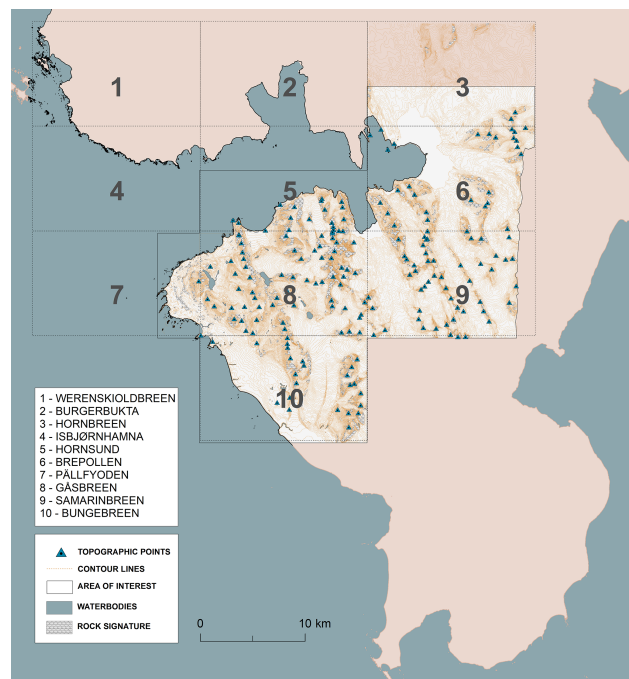 1
2
3
4
5
6
7
8
9
10
1 - WERENSKIOLDBREEN
2 - BURGERBUKTA
3 - HORNBREEN
4 - ISBJØRNHAMNA
5 - HORNSUND
6 - BREPOLLEN
7 - PÄLLFYODEN
8 - GÅSBREEN
9 - SAMARINBREEN
10 - BUNGEBREEN
TOPOGRAPHIC POINTS
CONTOUR LINES
AREA OF INTEREST
WATERBODIES
ROCK SIGNATURE
0 10 km